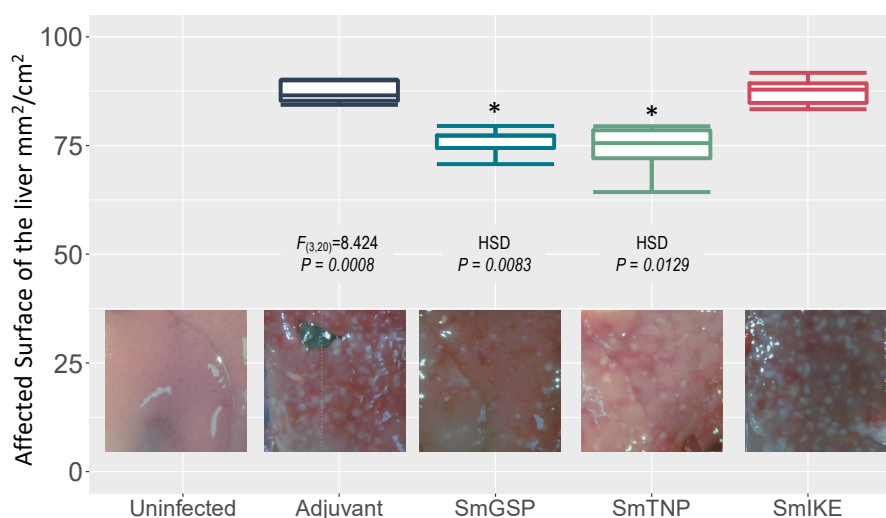 Affected Surface of the liver mm²/cm²
100
75
50
25
0
* *
F(3,20)=8.424 HSD HSD
P = 0.0008 P = 0.0083 P = 0.0129
Uninfected Adjuvant SmGSP SmTNP SmIKE